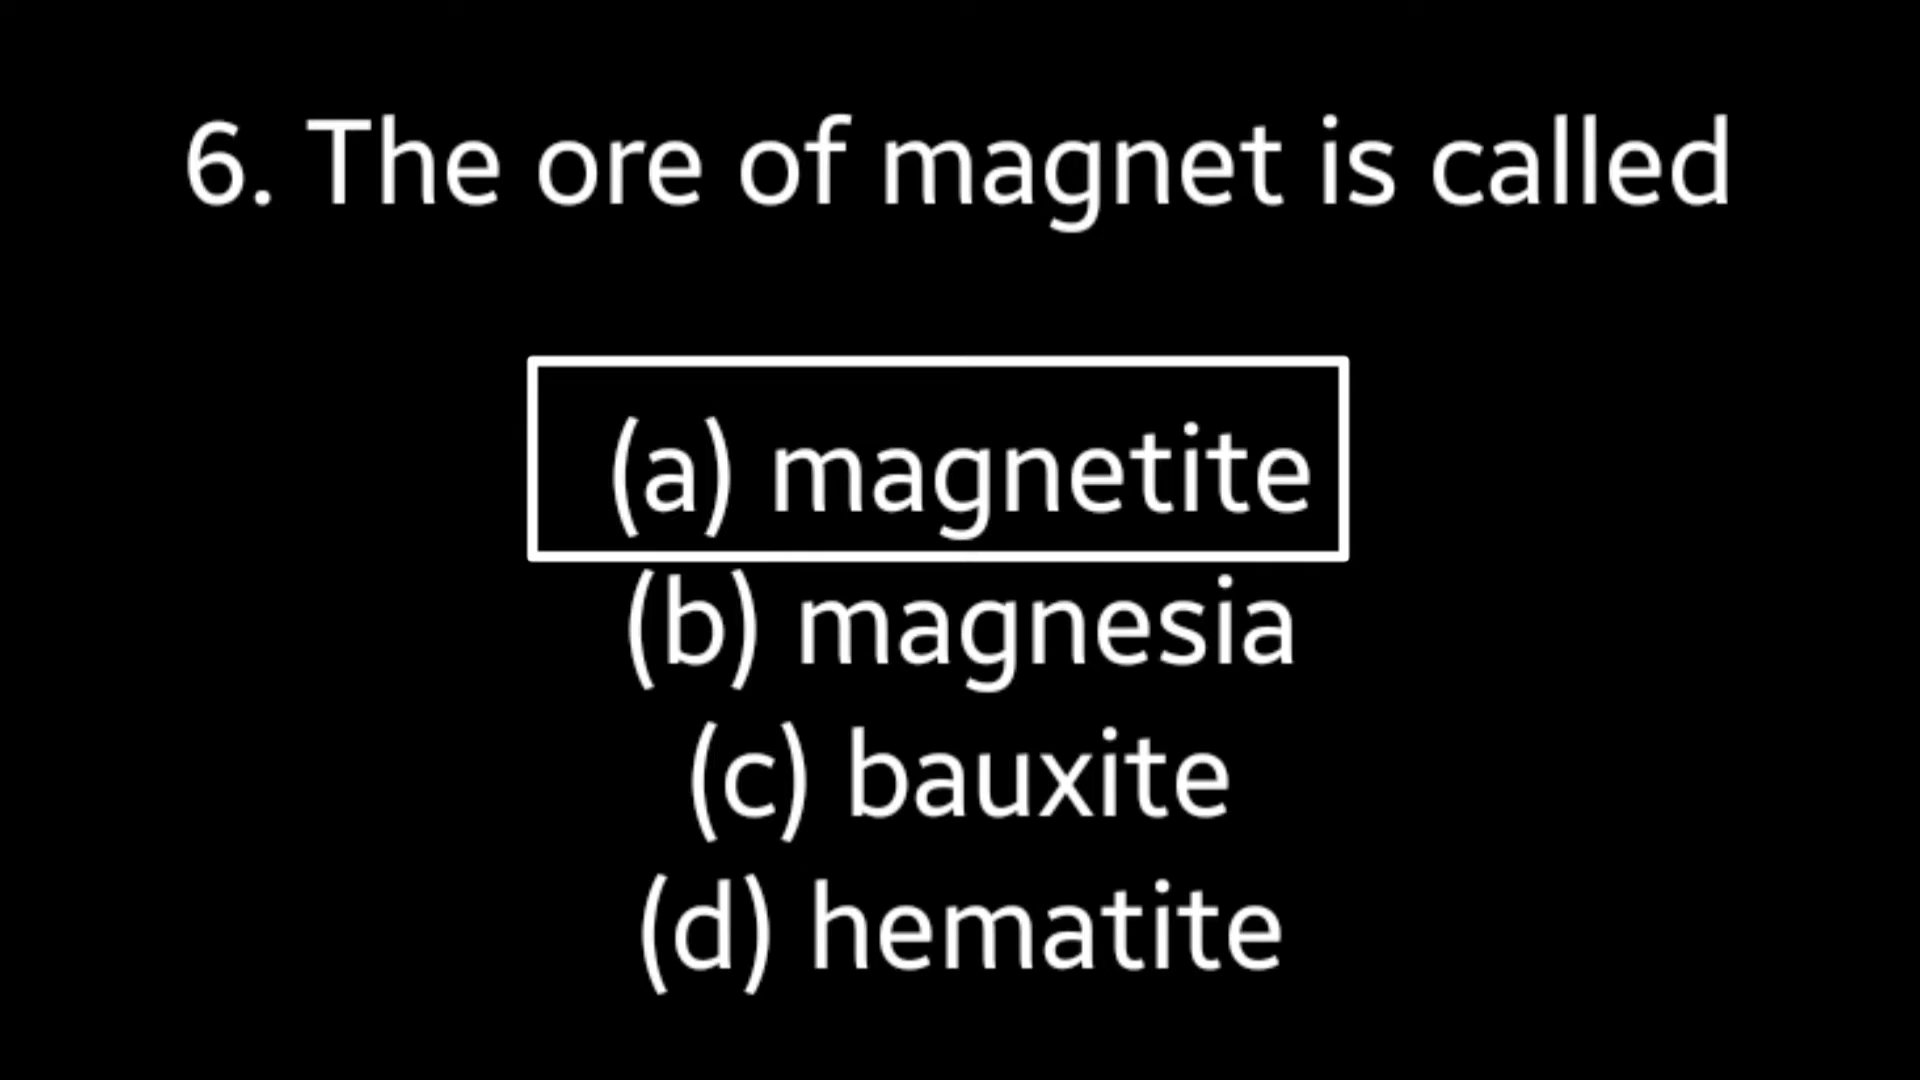 6. The ore of magnet is called
(a) magnetite
(b) magnesia
(c) bauxite
(d) hematite